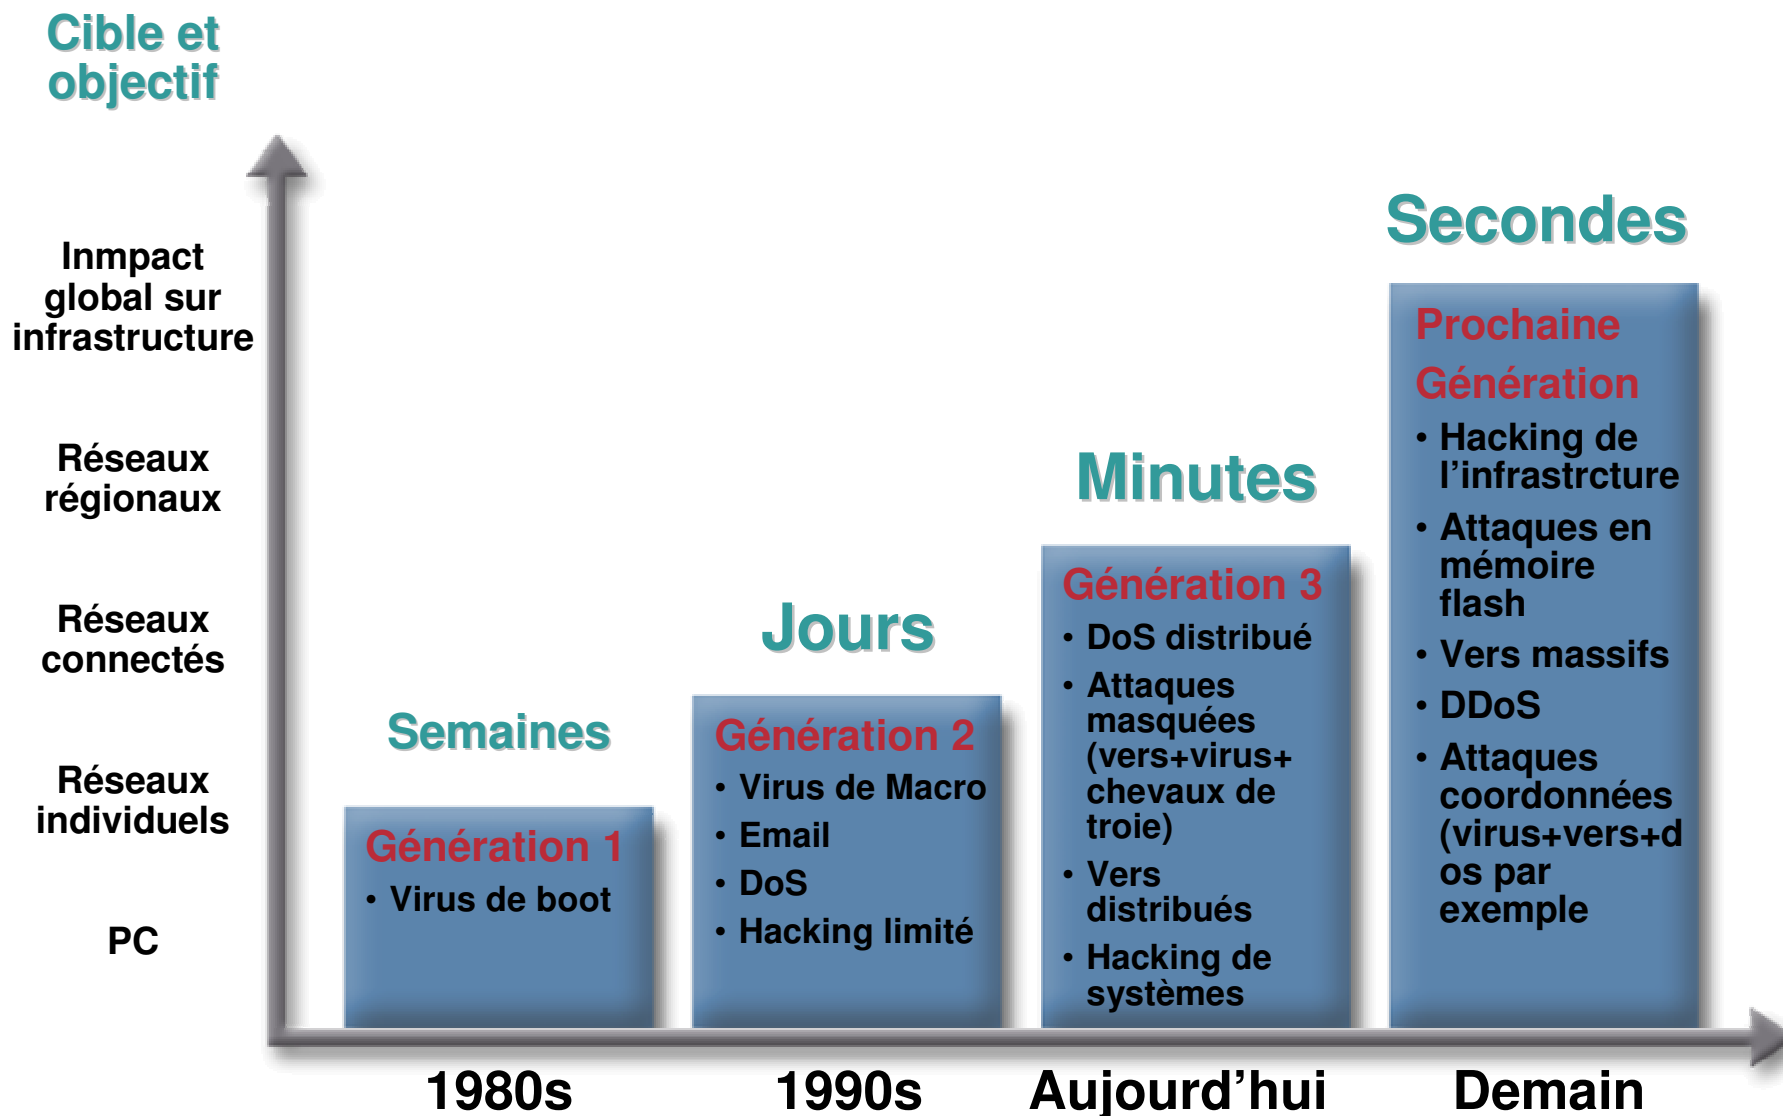 Cible et
objectif
Inmpact
global sur
infrastructure
Réseaux
régionaux
Réseaux
connectés
Réseaux
individuels
PC
Semaines
Génération 1
• Virus de boot
1980s
Jours
Génération 2
• Virus de Macro
• Email
• DoS
• Hacking limité
1990s
Minutes
Génération 3
• DoS distribué
• Attaques
masquées
(vers+virus+
chevaux de
troie)
• Vers
distribués
• Hacking de
systèmes
Aujourd’hui
Secondes
Prochaine
Génération
• Hacking de
l’infrastrcture
• Attaques en
mémoire
flash
• Vers massifs
• DDoS
• Attaques
coordonnées
(virus+vers+d
os par
exemple
Demain